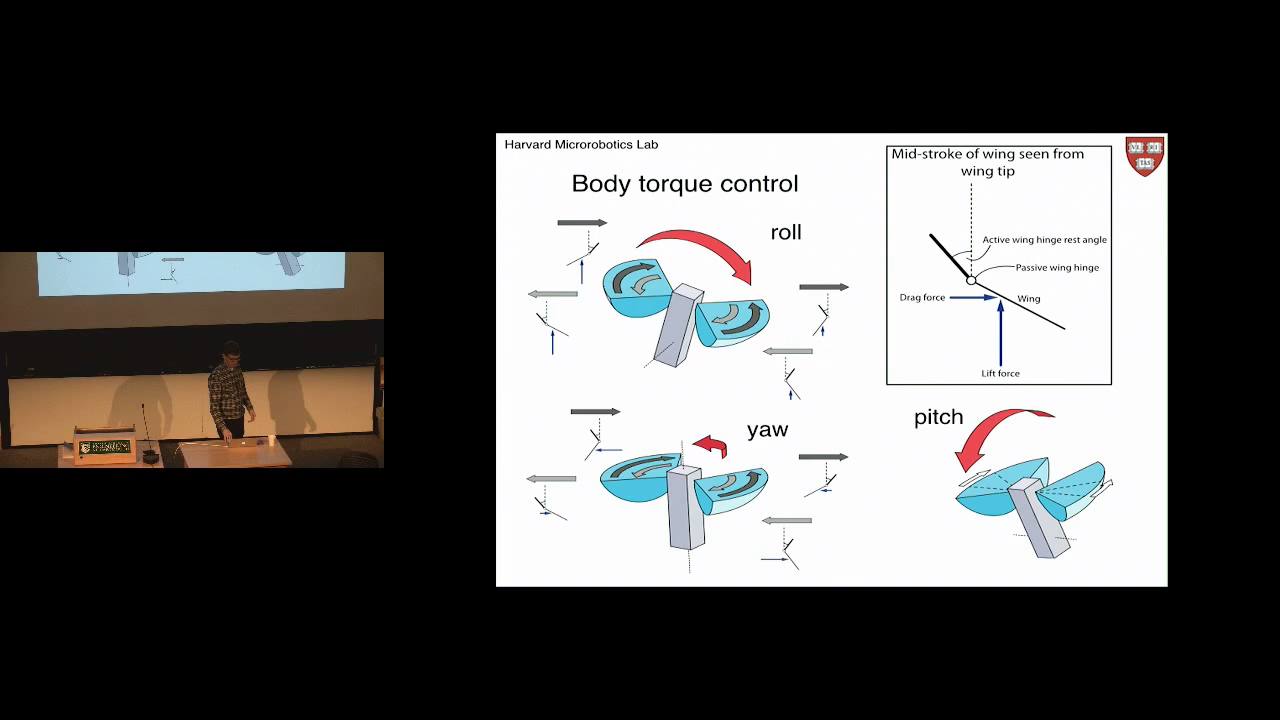 Harvard Microrobotics Lab
Body torque control
roll
yaw
Mid-stroke of wing seen from
wing tip
Active wing hinge rest angle
Passive wing hinge
Drag force
Wing
Lift force
pitch